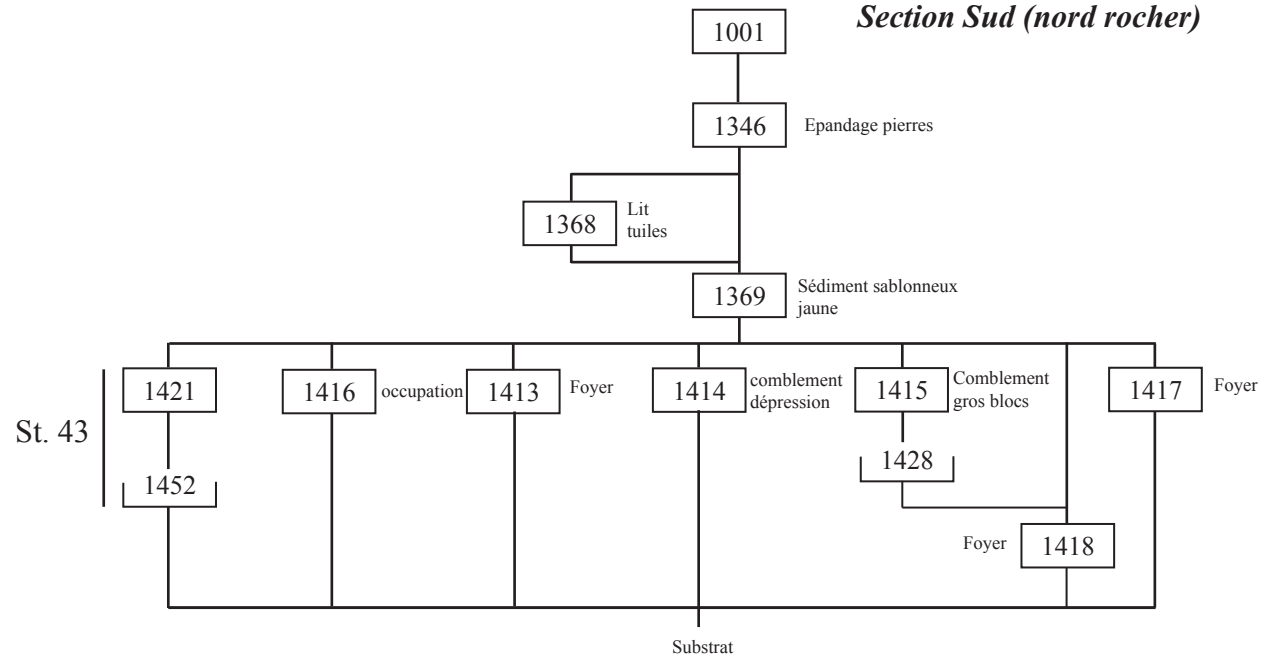 Section Sud (nord rocher)
1001
1346
Epandage pierres
1368
Lit
tuiles
1369
Sédiment sablonneux
jaune
St. 43
1421
1452
1416
occupation
1413
Foyer
1414
comblement
dépression
1415
Comblement
gros blocs
1428
1417
Foyer
Foyer
1418
Substrat